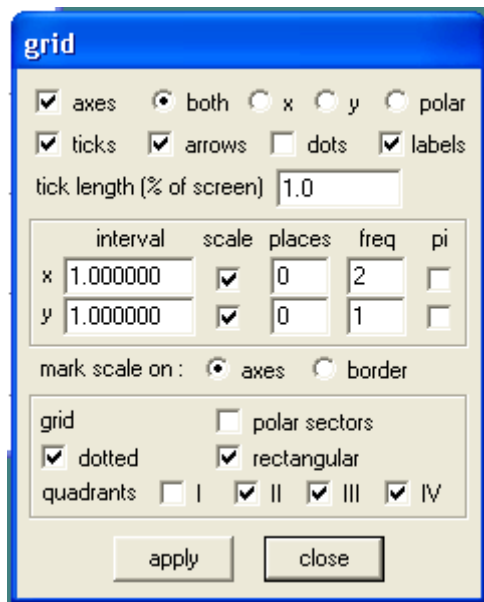 grid
axes both x y polar
ticks arrows dots labels
tick length (% of screen) 1.0
interval scale places freq pi
x 1.000000 0 2
y 1.000000 0 1
mark scale on : axes border
grid polar sectors
dotted rectangular
quadrants I II III IV
apply close